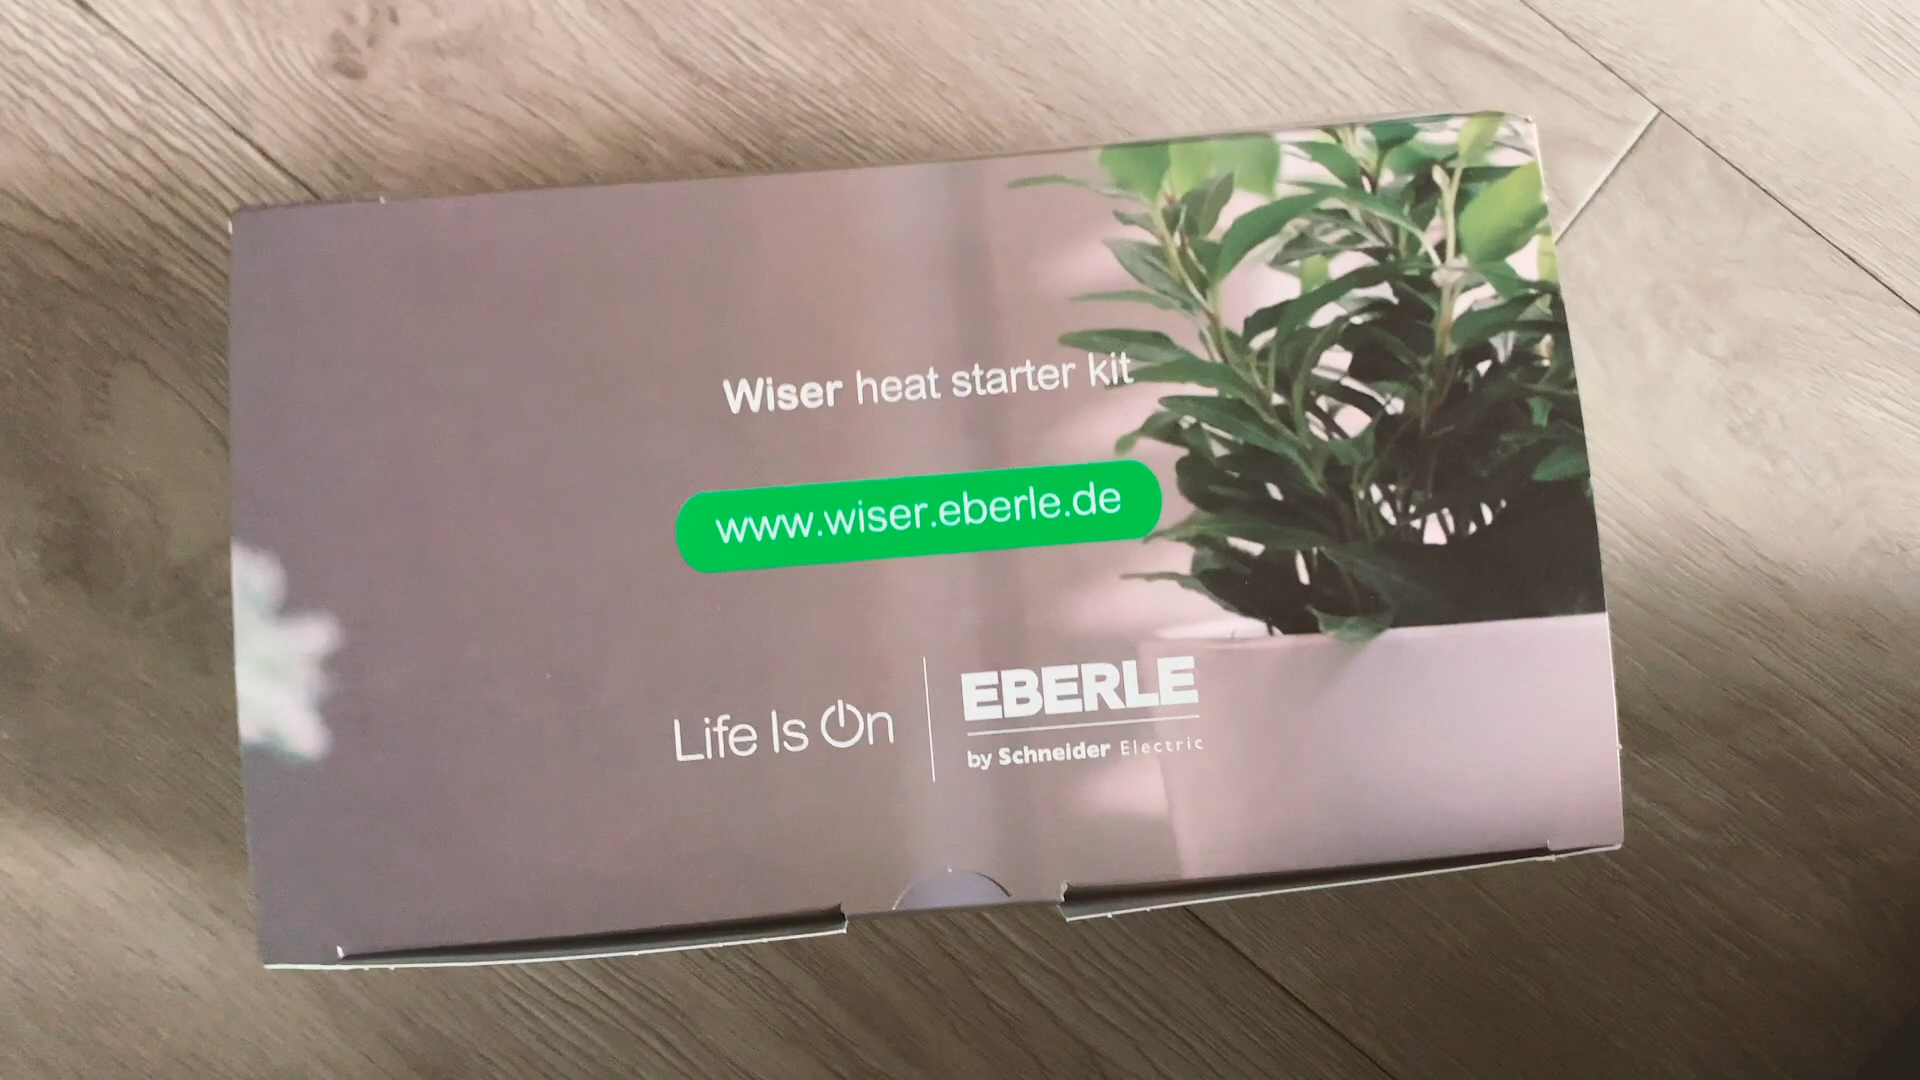 Wiser heat starter kit
www.wiser.eberle.de
Life Is On
EBERLE
by Schneider Electric